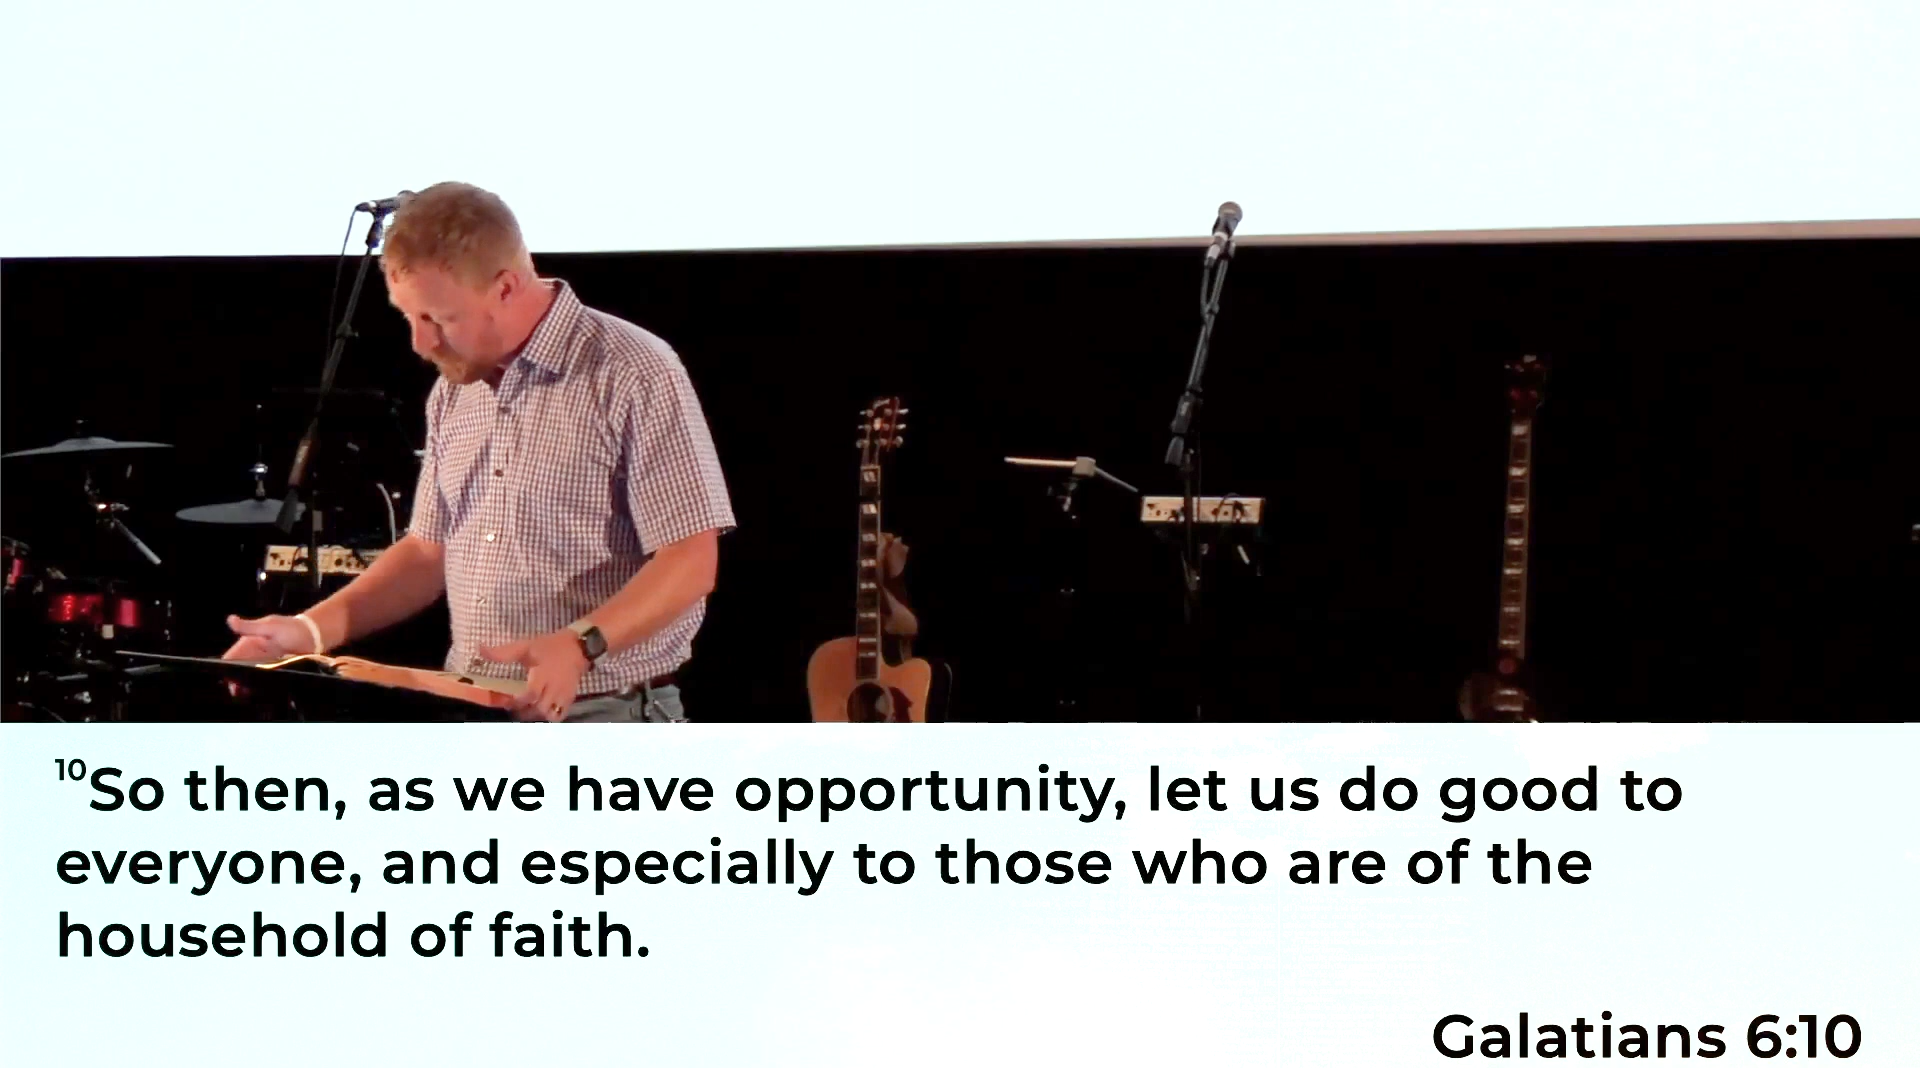 ¹⁰So then, as we have opportunity, let us do good to
everyone, and especially to those who are of the
household of faith.
Galatians 6:10